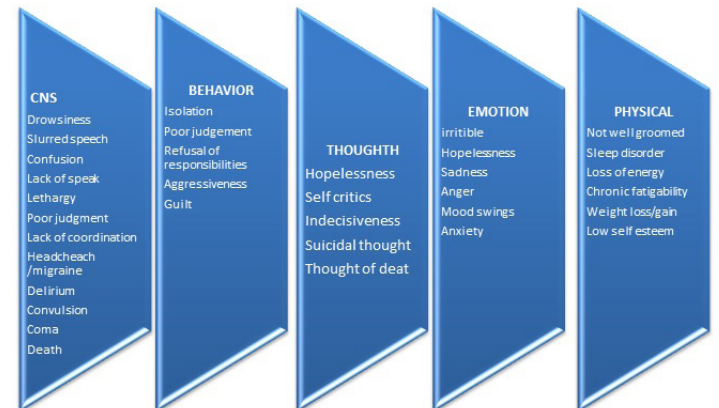 CNS
Drowsiness
Slurred speech
Confusion
Lack of speak
Lethargy
Poor judgment
Lack of coordination
Headcheach
/migraine
Delirium
Convulsion
Coma
Death
BEHAVIOR
Isolation
Poor judgement
Refusal of
responsibilities
Aggressiveness
Guilt
THOUGHTH
Hopelessness
Self critics
Indecisiveness
Suicidal thought
Thought of deat
EMOTION
irritible
Hopelessness
Sadness
Anger
Mood swings
Anxiety
PHYSICAL
Not well groomed
Sleep disorder
Loss of energy
Chronic fatigability
Weight loss/gain
Low self esteem